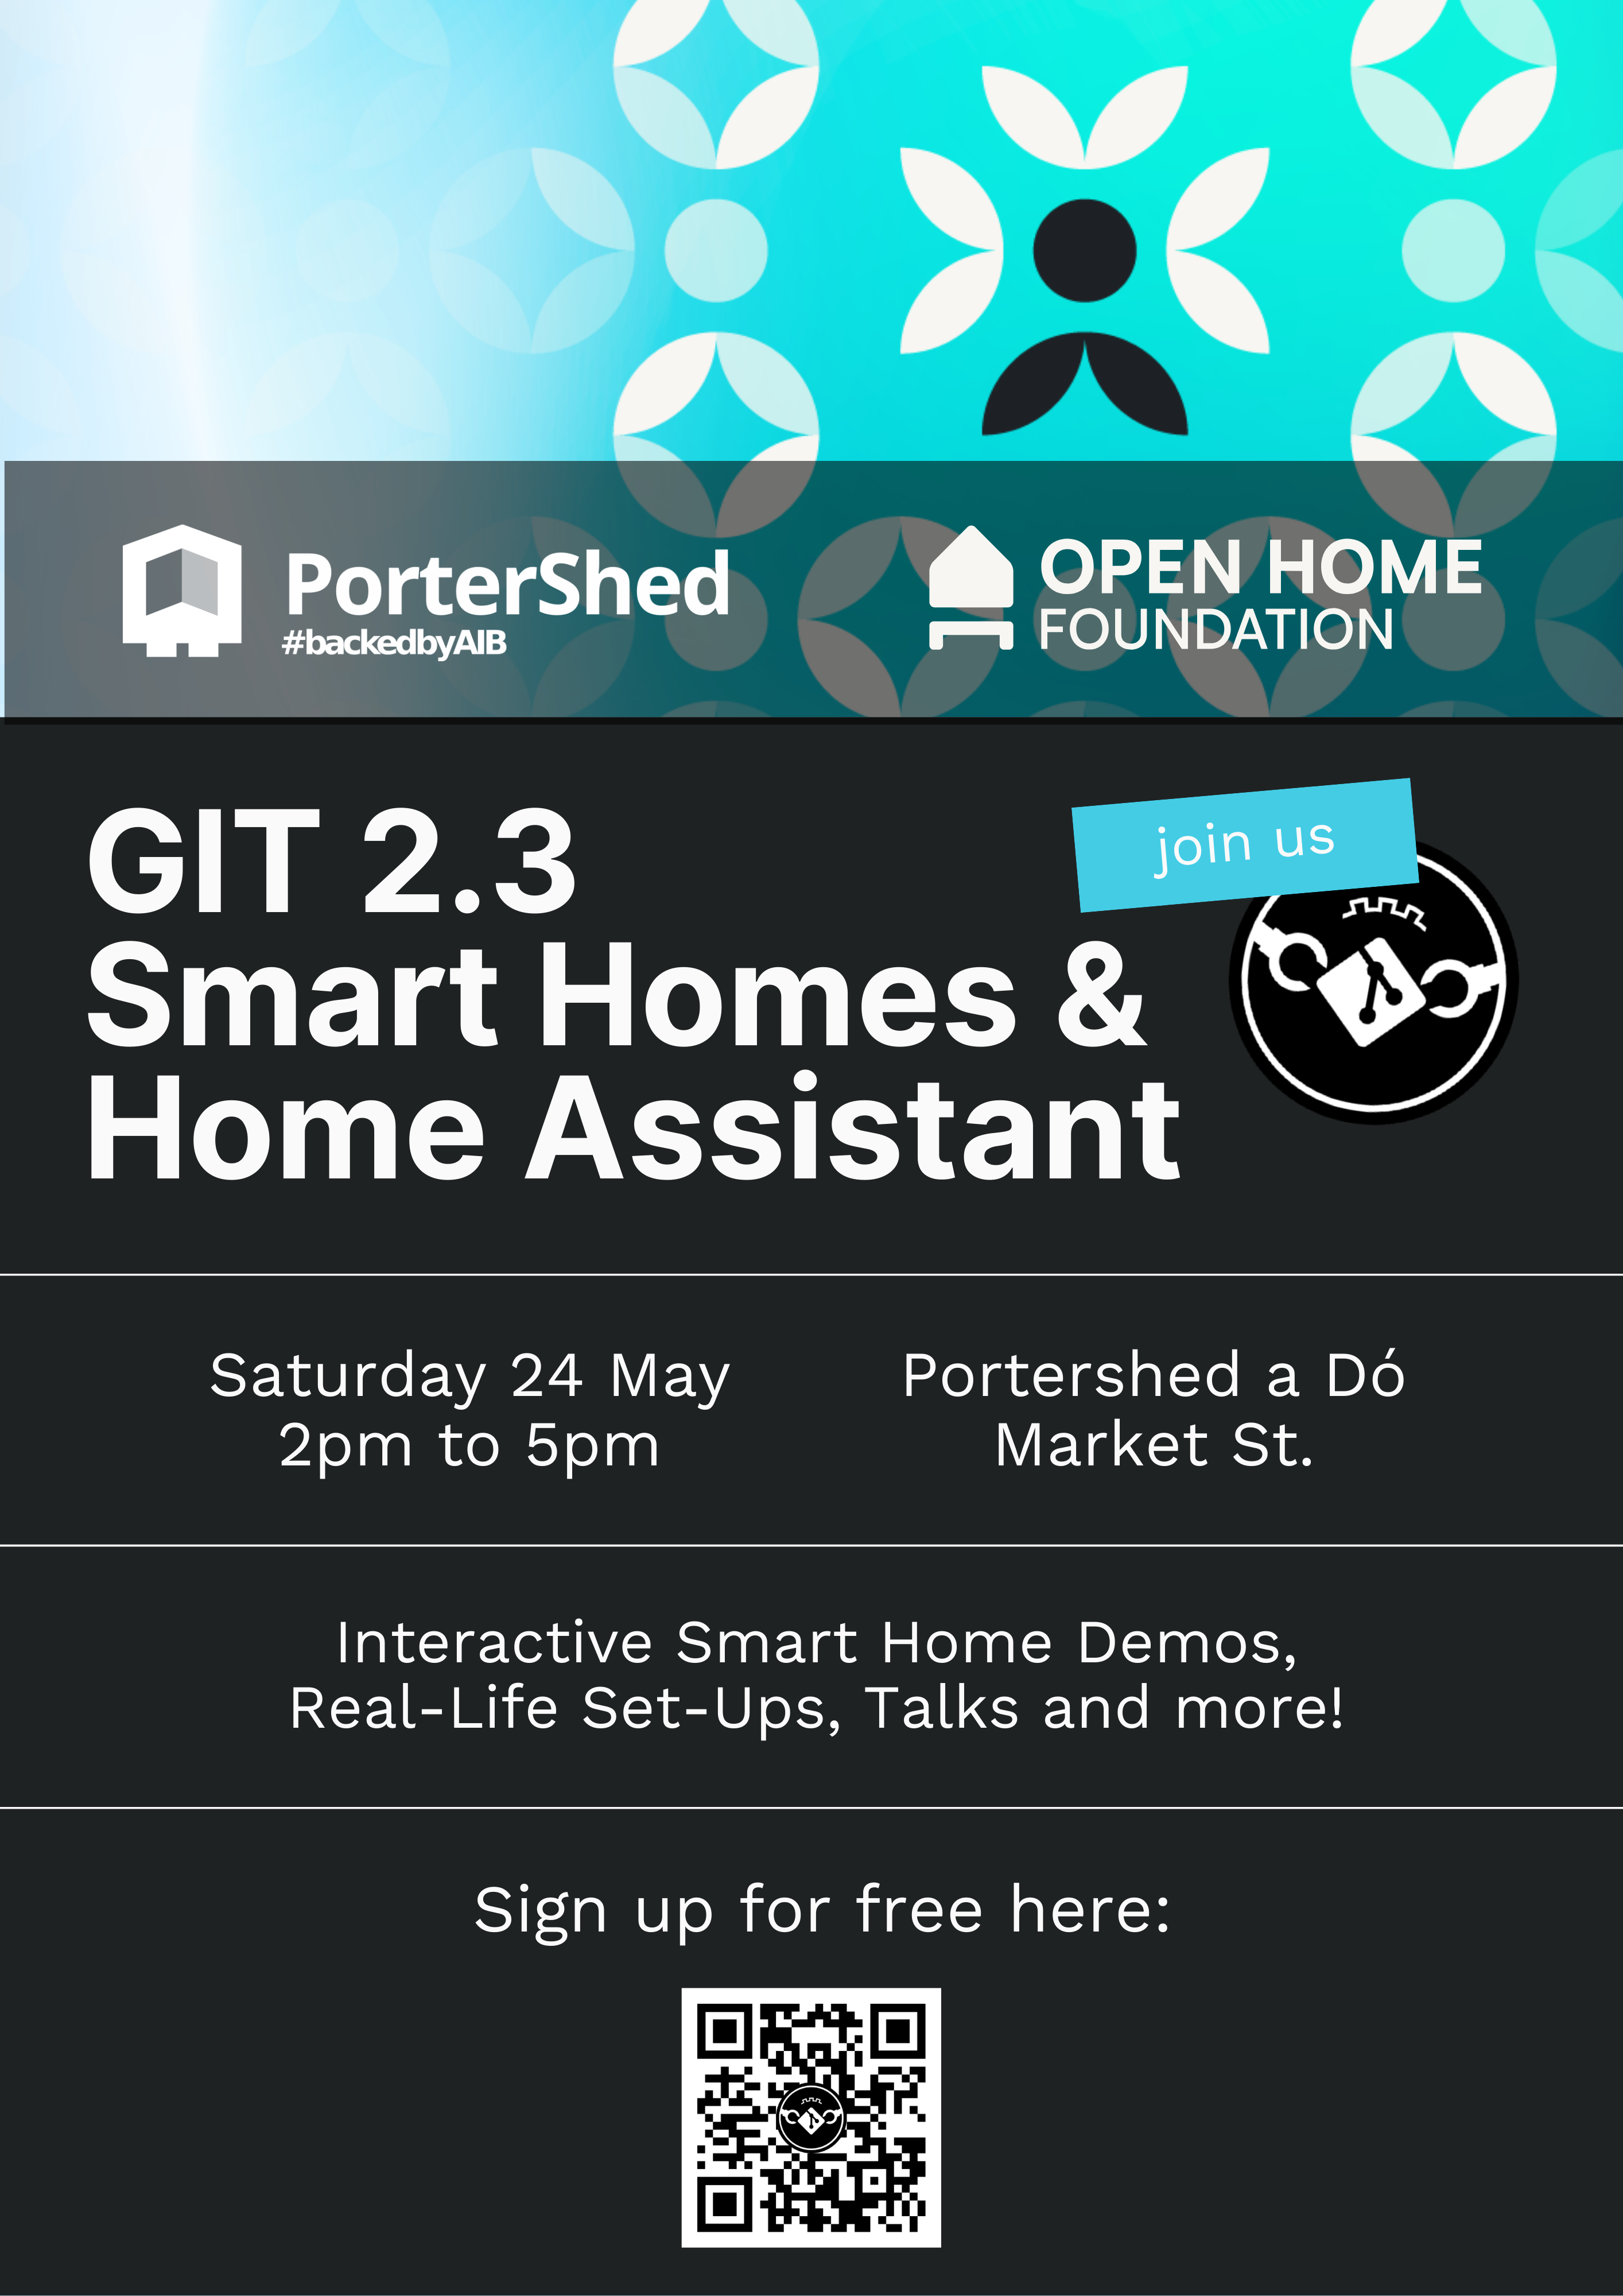 PorterShed
#backedbyAIB
OPEN HOME
FOUNDATION
join us
GIT 2.3
Smart Homes &
Home Assistant
Saturday 24 May
2pm to 5pm
Portershed a Dó
Market St.
Interactive Smart Home Demos,
Real-Life Set-Ups, Talks and more!
Sign up for free here: